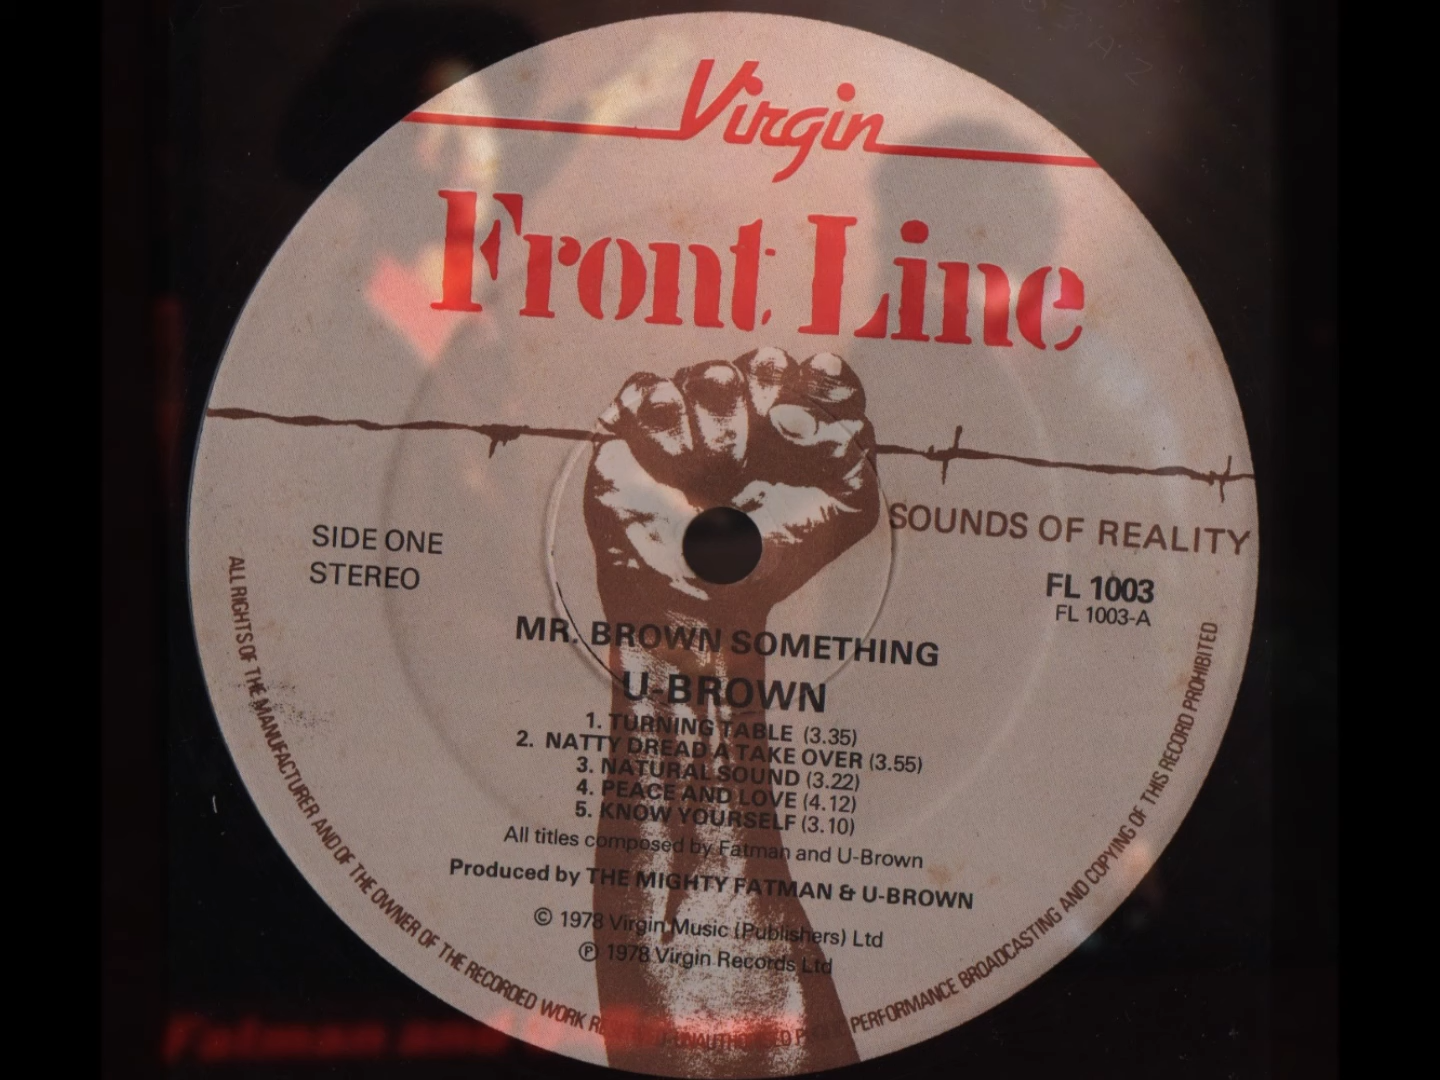 Virgin
Front Line
SOUNDS OF REALITY
SIDE ONE
STEREO
FL 1003
FL 1003-A
MR. BROWN SOMETHING
U-BROWN
1. TURNING TABLE (3.35)
2. NATTY DREAD A TAKE OVER (3.55)
3. NATURAL SOUND (3.22)
4. PEACE AND LOVE (4.12)
5. KNOW YOURSELF (3.10)
All titles composed by Fatman and U-Brown
Produced by THE MIGHTY FATMAN & U-BROWN
© 1978 Virgin Music (Publishers) Ltd
℗ 1978 Virgin Records Ltd
ALL RIGHTS OF THE MANUFACTURER AND OF THE OWNER OF THE RECORDED WORK UNAUTHORISED PERFORMANCE BROADCASTING AND COPYING OF THIS RECORD PROHIBITED
Fatman and